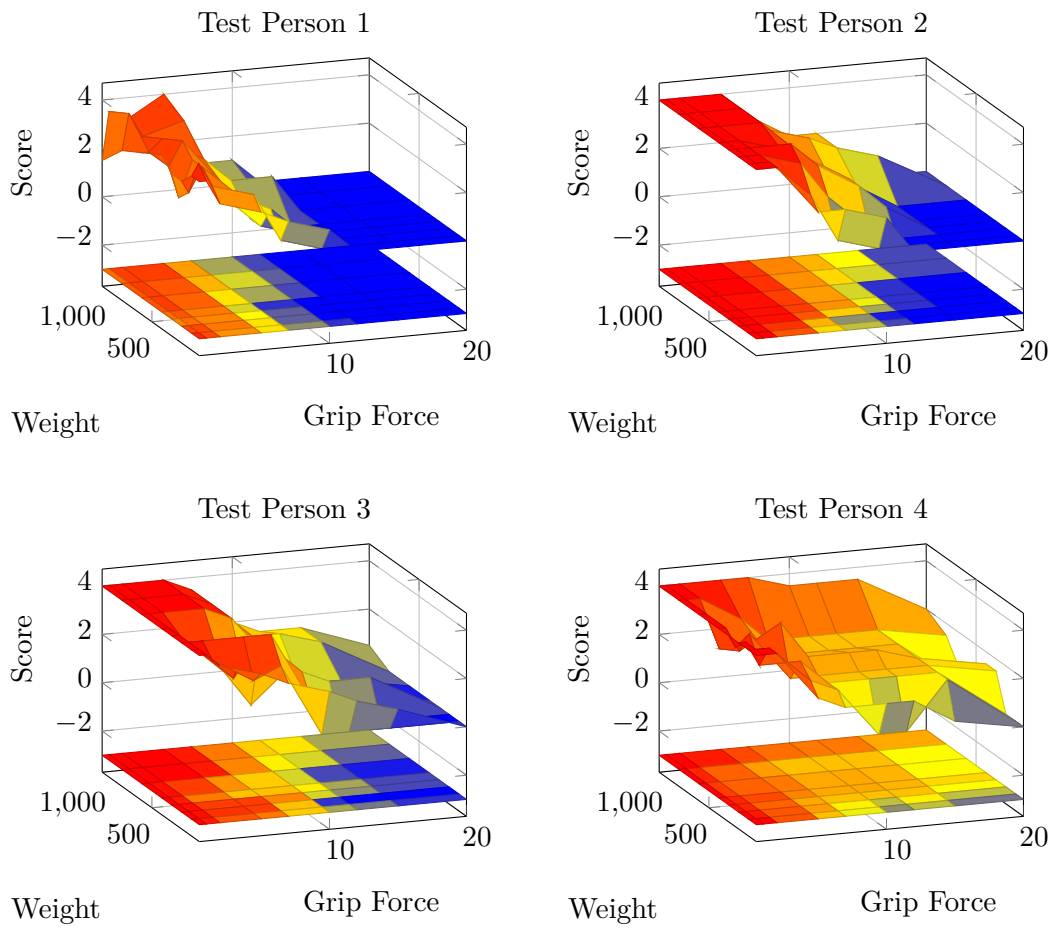 Test Person 1
4
2
0
−2
Score
1,000
500
10
20
Weight
Grip Force
Test Person 2
4
2
0
−2
Score
1,000
500
10
20
Weight
Grip Force
Test Person 3
4
2
0
−2
Score
1,000
500
10
20
Weight
Grip Force
Test Person 4
4
2
0
−2
Score
1,000
500
10
20
Weight
Grip Force